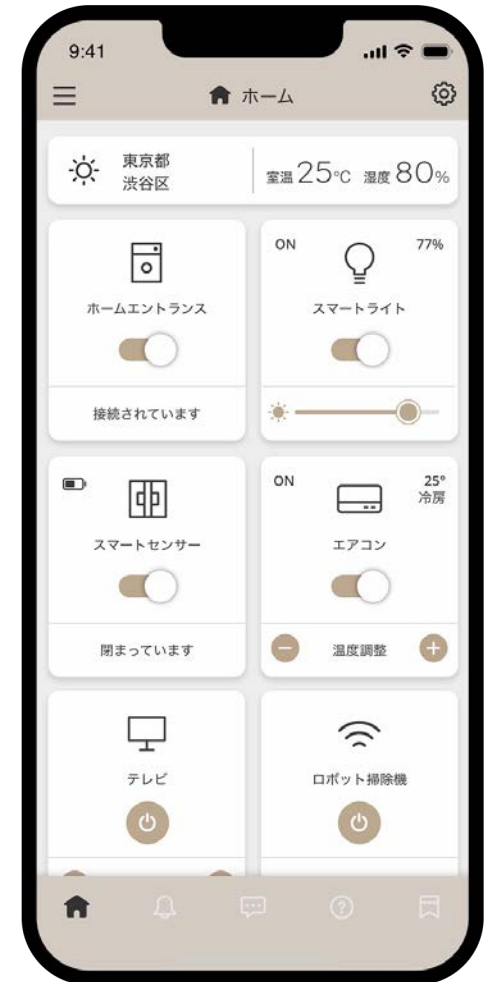 9:41
ホーム
東京都
渋谷区
室温25°C 湿度80%
ホームエントランス
接続されています
ON
77%
スマートライト
スマートセンサー
閉まっています
ON
25°
冷房
エアコン
温度調整
テレビ
ロボット掃除機